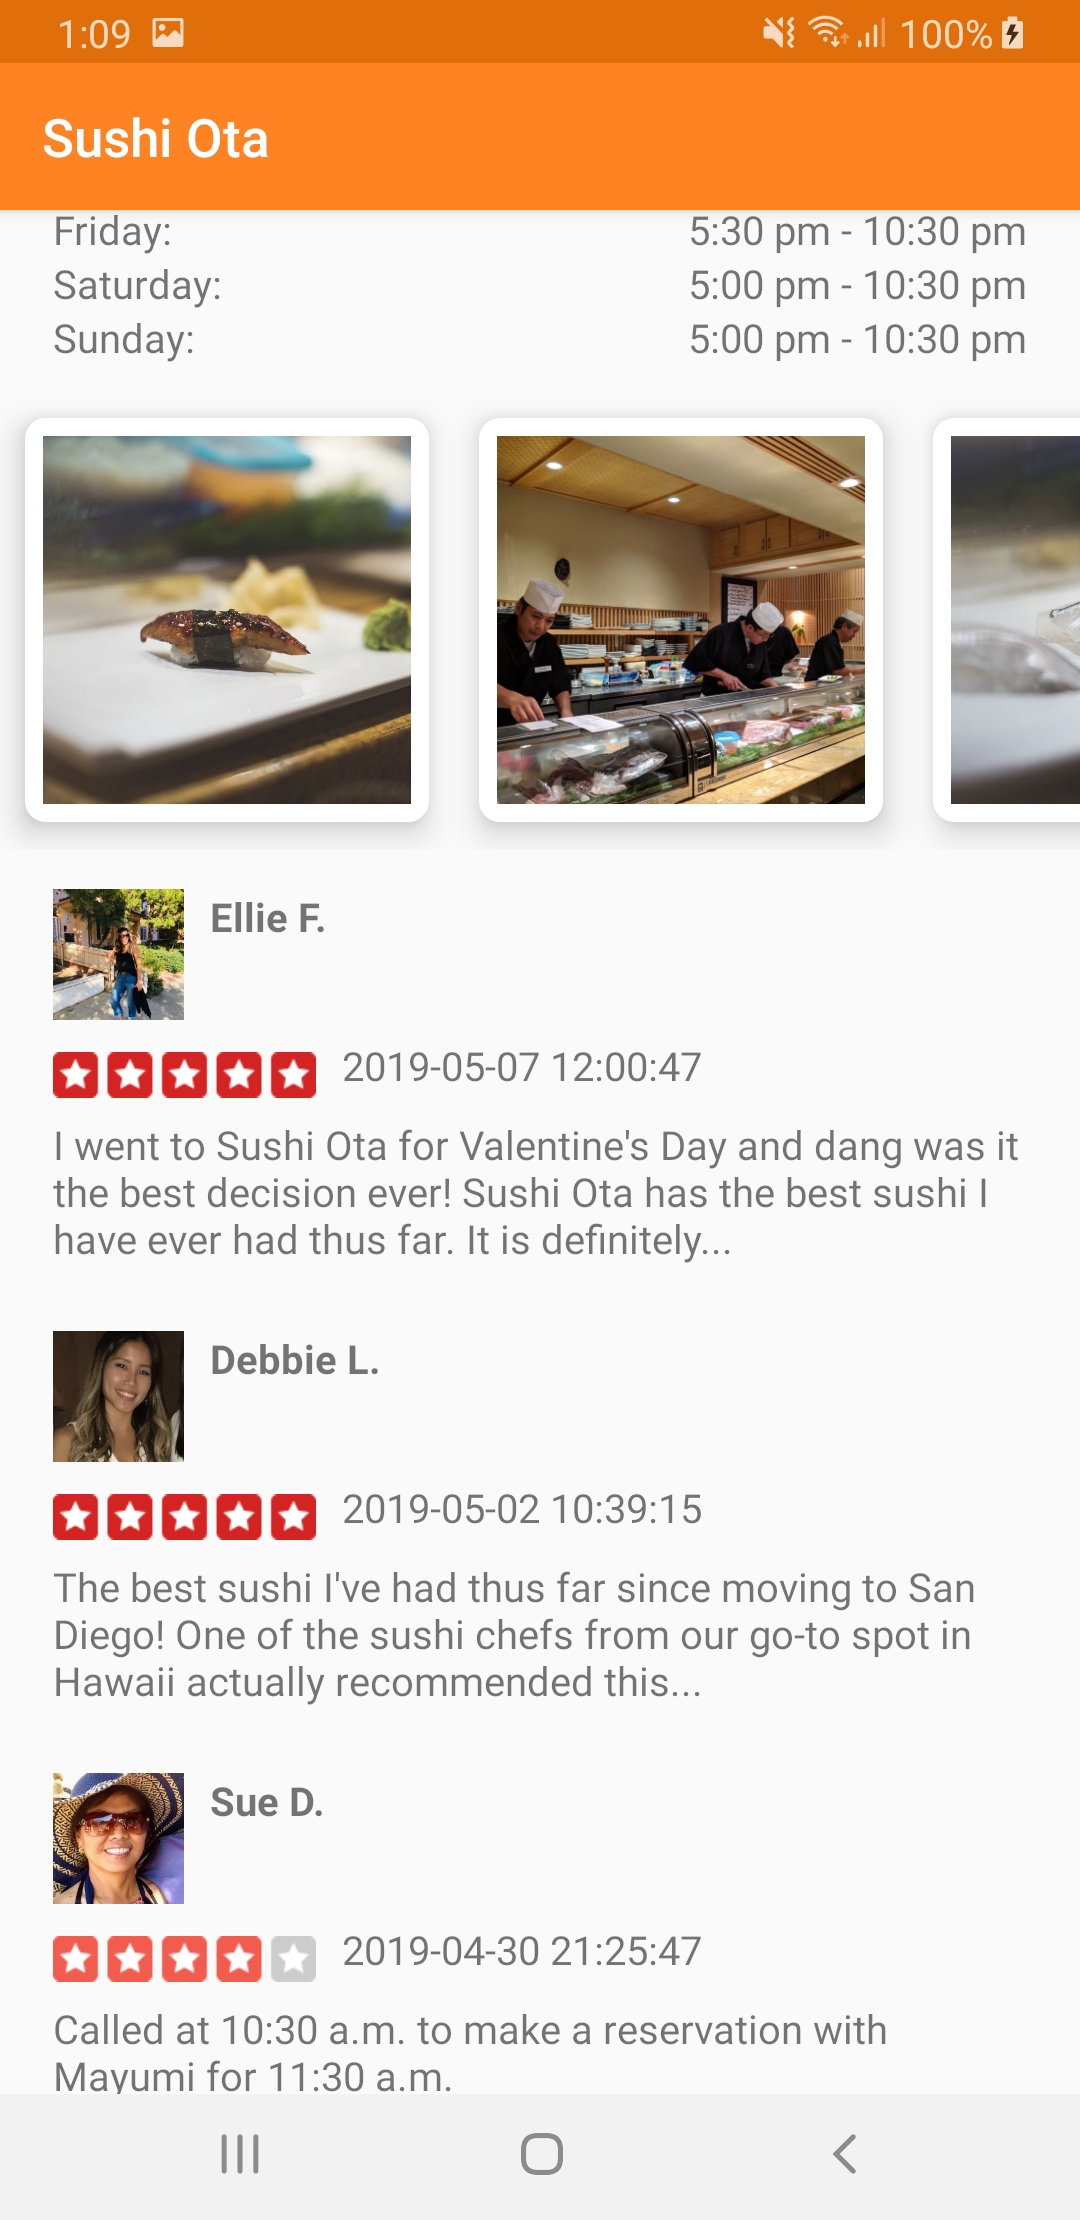 1:09 100%
Sushi Ota
Friday: 5:30 pm - 10:30 pm
Saturday: 5:00 pm - 10:30 pm
Sunday: 5:00 pm - 10:30 pm
Ellie F.
2019-05-07 12:00:47
I went to Sushi Ota for Valentine's Day and dang was it
the best decision ever! Sushi Ota has the best sushi I
have ever had thus far. It is definitely...
Debbie L.
2019-05-02 10:39:15
The best sushi I've had thus far since moving to San
Diego! One of the sushi chefs from our go-to spot in
Hawaii actually recommended this...
Sue D.
2019-04-30 21:25:47
Called at 10:30 a.m. to make a reservation with
Mayumi for 11:30 a.m.